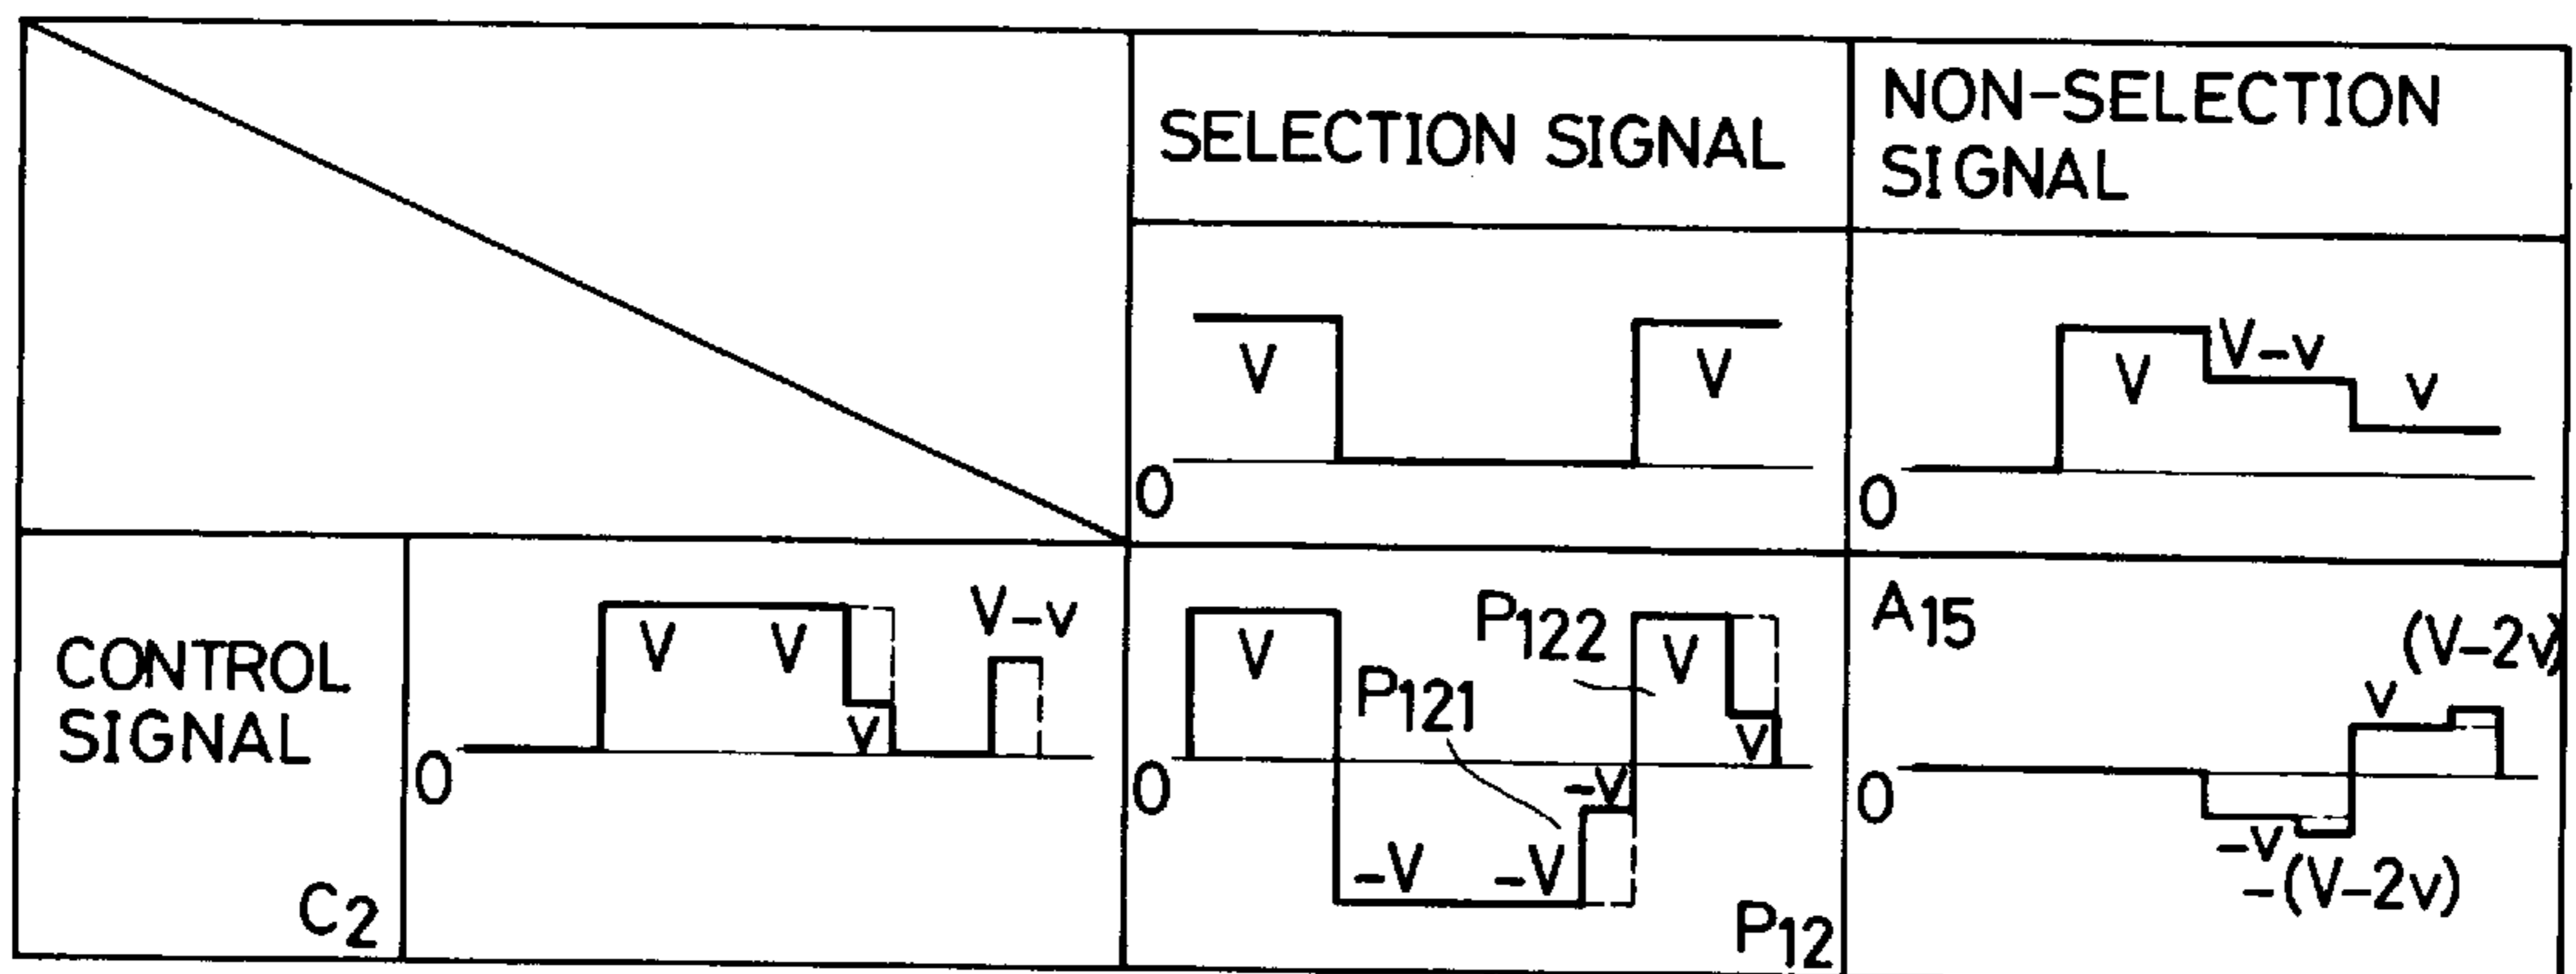 SELECTION SIGNAL
NON-SELECTION
SIGNAL
V
V
0
V
V-v
v
0
CONTROL
SIGNAL
C2
V
V
v
V-v
0
V
P122
V
P121
v
-v
0
-V
-V
P12
A15
(V-2v)
v
0
-v
-(V-2v)